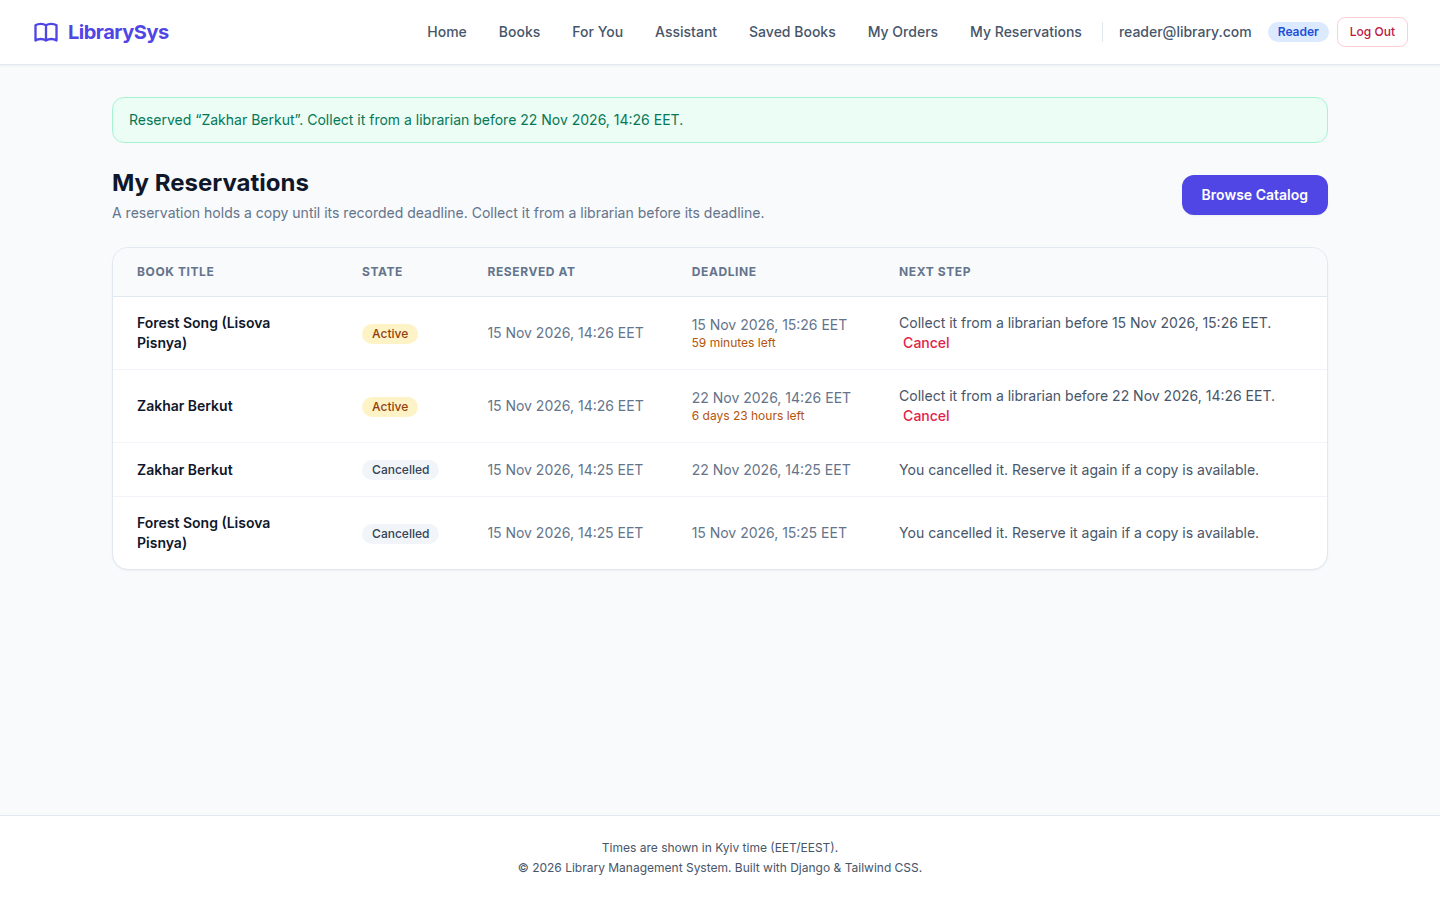 LibrarySys
Home Books For You Assistant Saved Books My Orders My Reservations reader@library.com Reader Log Out
Reserved “Zakhar Berkut”. Collect it from a librarian before 22 Nov 2026, 14:26 EET.
My Reservations
A reservation holds a copy until its recorded deadline. Collect it from a librarian before its deadline.
Browse Catalog
BOOK TITLE STATE RESERVED AT DEADLINE NEXT STEP
Forest Song (Lisova
Pisnya)
Active
15 Nov 2026, 14:26 EET
15 Nov 2026, 15:26 EET
59 minutes left
Collect it from a librarian before 15 Nov 2026, 15:26 EET.
Cancel
Zakhar Berkut
Active
15 Nov 2026, 14:26 EET
22 Nov 2026, 14:26 EET
6 days 23 hours left
Collect it from a librarian before 22 Nov 2026, 14:26 EET.
Cancel
Zakhar Berkut
Cancelled
15 Nov 2026, 14:25 EET
22 Nov 2026, 14:25 EET
You cancelled it. Reserve it again if a copy is available.
Forest Song (Lisova
Pisnya)
Cancelled
15 Nov 2026, 14:25 EET
15 Nov 2026, 15:25 EET
You cancelled it. Reserve it again if a copy is available.
Times are shown in Kyiv time (EET/EEST).
© 2026 Library Management System. Built with Django & Tailwind CSS.